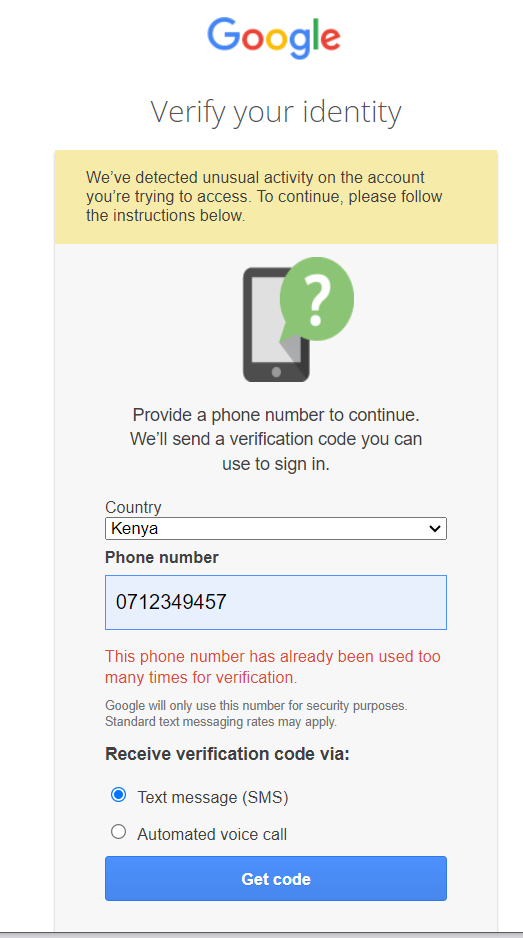 Google
Verify your identity
We've detected unusual activity on the account
you're trying to access. To continue, please follow
the instructions below.
?
Provide a phone number to continue.
We'll send a verification code you can
use to sign in.
Country
Kenya
Phone number
0712349457
This phone number has already been used too
many times for verification.
Google will only use this number for security purposes.
Standard text messaging rates may apply.
Receive verification code via:
Text message (SMS)
Automated voice call
Get code